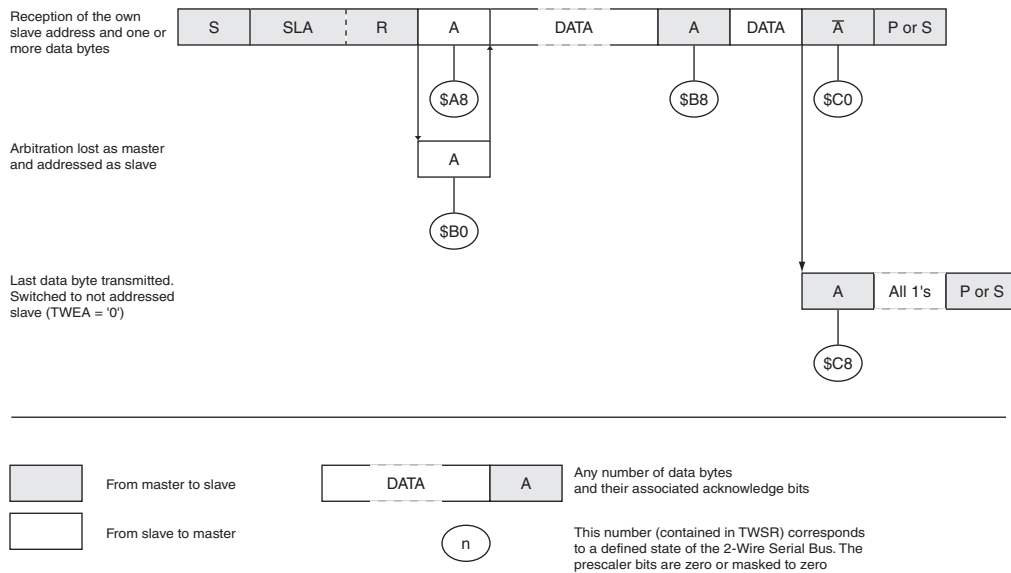 Reception of the own
slave address and one or
more data bytes
S SLA R A DATA A DATA A̅ P or S
$A8 $B8 $C0
Arbitration lost as master
and addressed as slave
A
$B0
Last data byte transmitted.
Switched to not addressed
slave (TWEA = '0')
A All 1's P or S
$C8
From master to slave
DATA A
Any number of data bytes
and their associated acknowledge bits
From slave to master
n
This number (contained in TWSR) corresponds
to a defined state of the 2-Wire Serial Bus. The
prescaler bits are zero or masked to zero